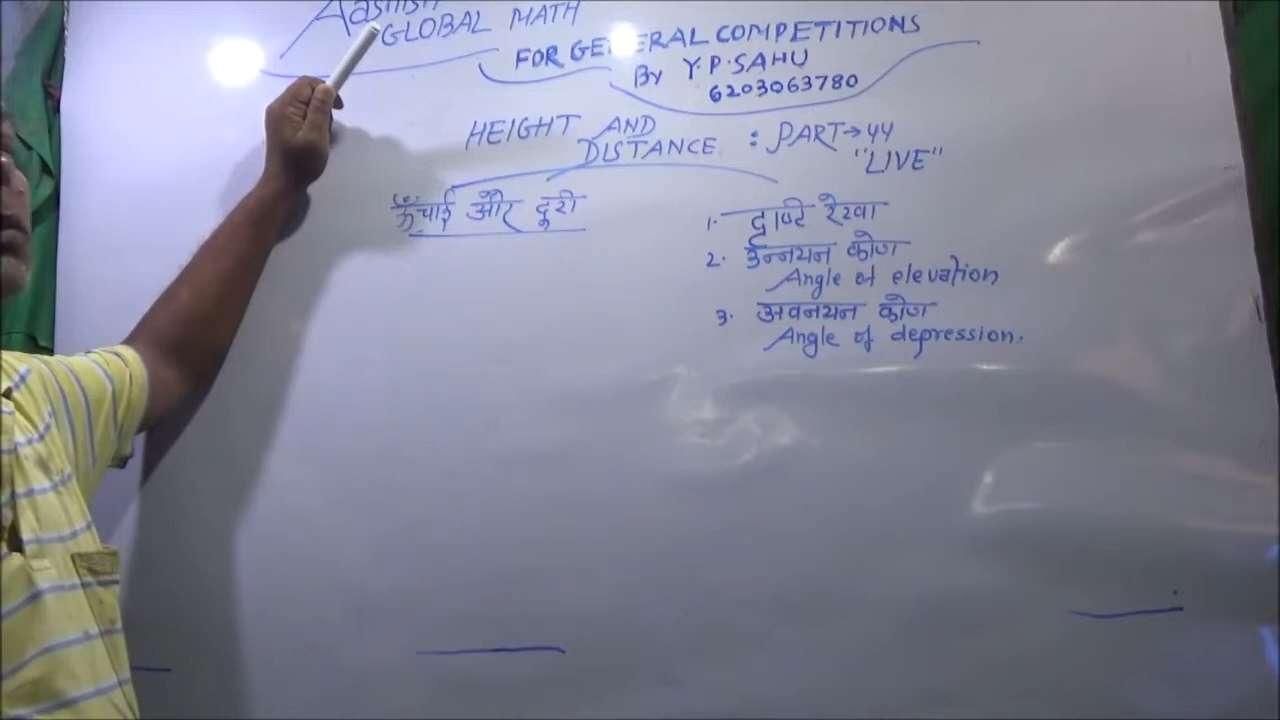 Aashish
GLOBAL MATH
FOR GENERAL COMPETITIONS
By Y.P.SAHU
6203063780
HEIGHT AND
DISTANCE : PART→44
"LIVE"
ऊँचाई और दूरी
1. दृष्टि रेखा
2. उन्नयन कोण
Angle of elevation
3. अवनयन कोण
Angle of depression.